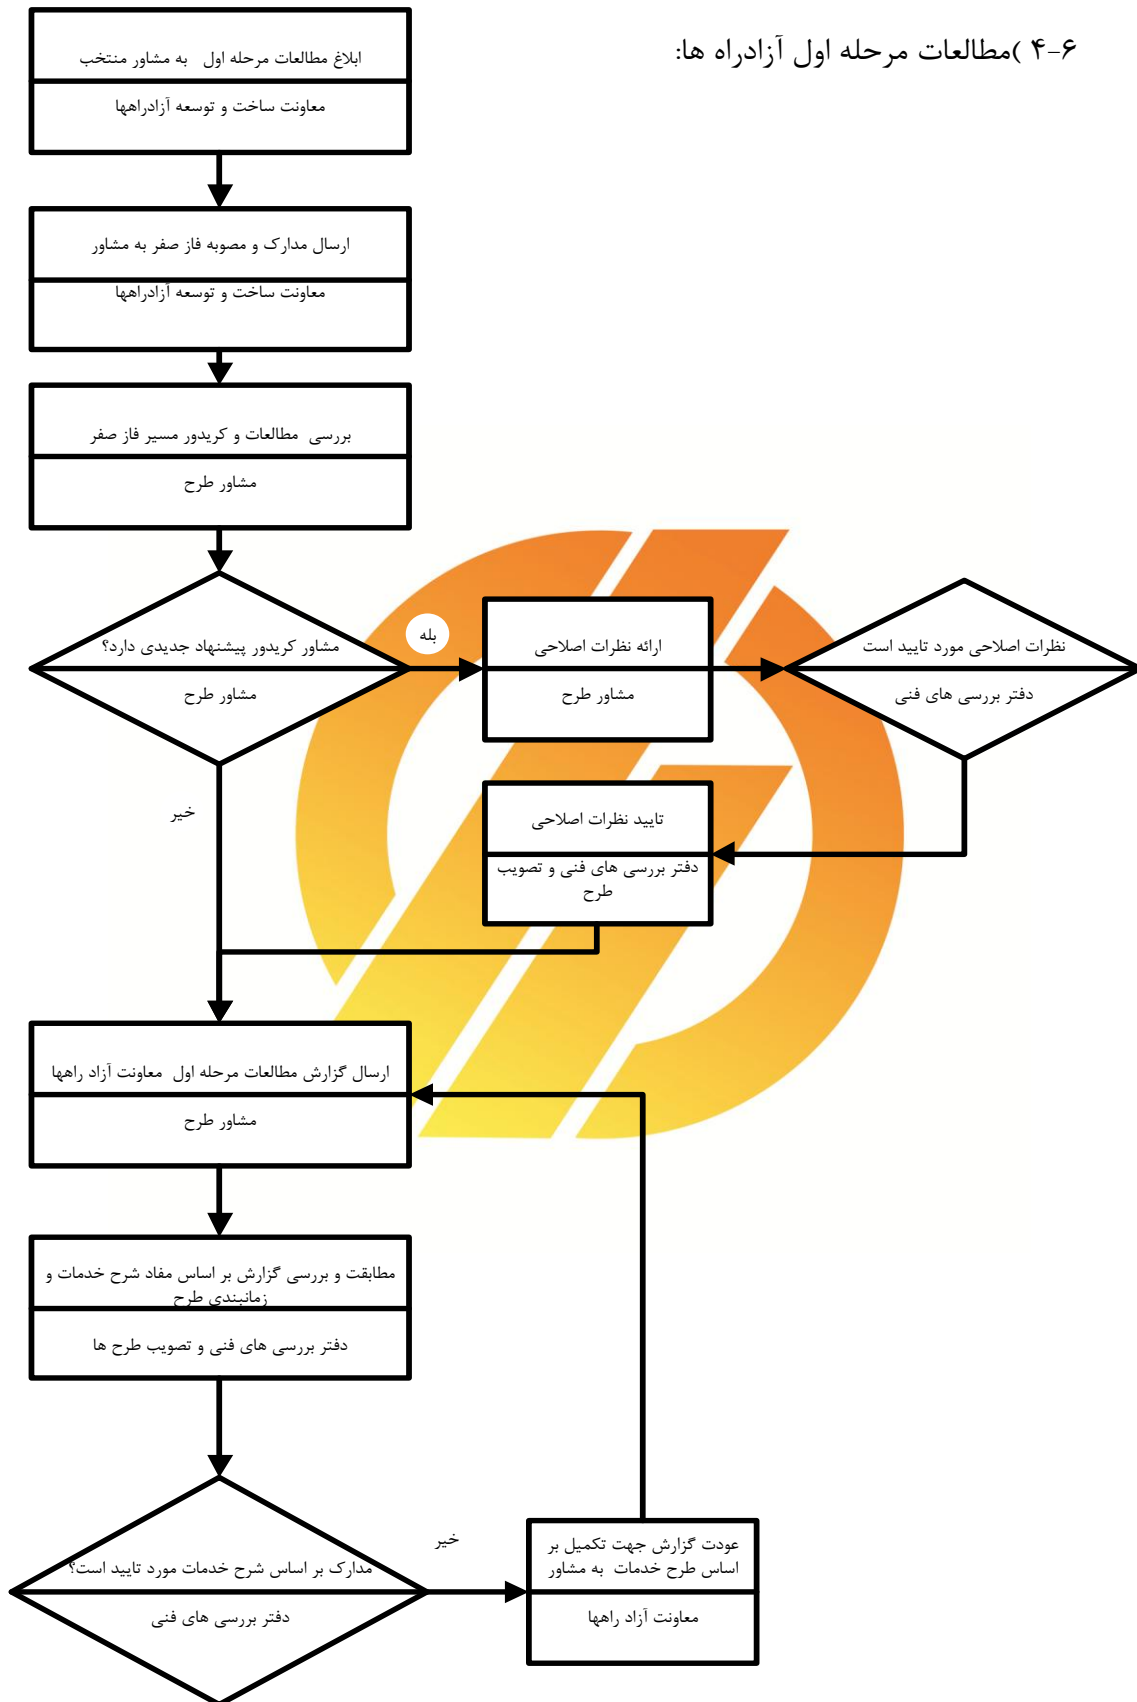 ۴-۶ )مطالعات مرحله اول آزادراه ها:
ابلاغ مطالعات مرحله اول به مشاور منتخب
معاونت ساخت و توسعه آزادراهها
ارسال مدارک و مصوبه فاز صفر به مشاور
معاونت ساخت و توسعه آزادراهها
بررسی مطالعات و کریدور مسیر فاز صفر
مشاور طرح
مشاور کریدور پیشنهاد جدیدی دارد؟
مشاور طرح
بله
ارائه نظرات اصلاحی
مشاور طرح
نظرات اصلاحی مورد تایید است
دفتر بررسی های فنی
خیر
تایید نظرات اصلاحی
دفتر بررسی های فنی و تصویب
طرح
ارسال گزارش مطالعات مرحله اول معاونت آزاد راهها
مشاور طرح
مطابقت و بررسی گزارش بر اساس مفاد شرح خدمات و
زمانبندی طرح
دفتر بررسی های فنی و تصویب طرح ها
مدارک بر اساس شرح خدمات مورد تایید است؟
دفتر بررسی های فنی
خیر
عودت گزارش جهت تکمیل بر
اساس طرح خدمات به مشاور
معاونت آزاد راهها